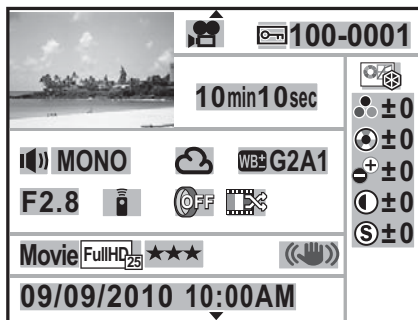 100-0001
10min10sec
±0
±0
±0
±0
S ±0
MONO
WB± G2A1
F2.8
OFF
Movie FullHD 25 ★★★
09/09/2010 10:00AM